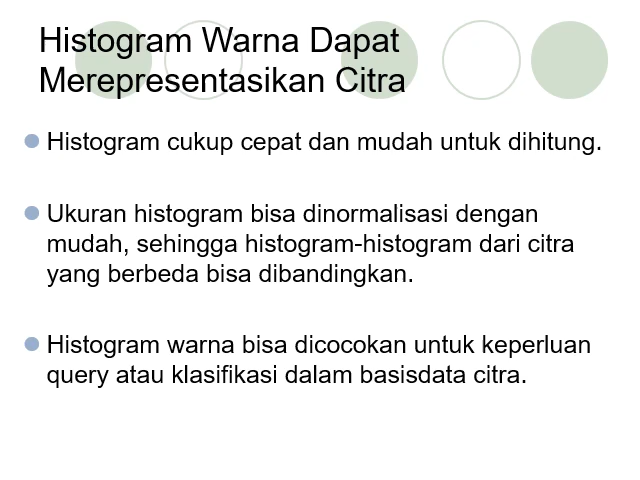 Histogram Warna Dapat
Merepresentasikan Citra
Histogram cukup cepat dan mudah untuk dihitung.
Ukuran histogram bisa dinormalisasi dengan
mudah, sehingga histogram-histogram dari citra
yang berbeda bisa dibandingkan.
Histogram warna bisa dicocokan untuk keperluan
query atau klasifikasi dalam basisdata citra.